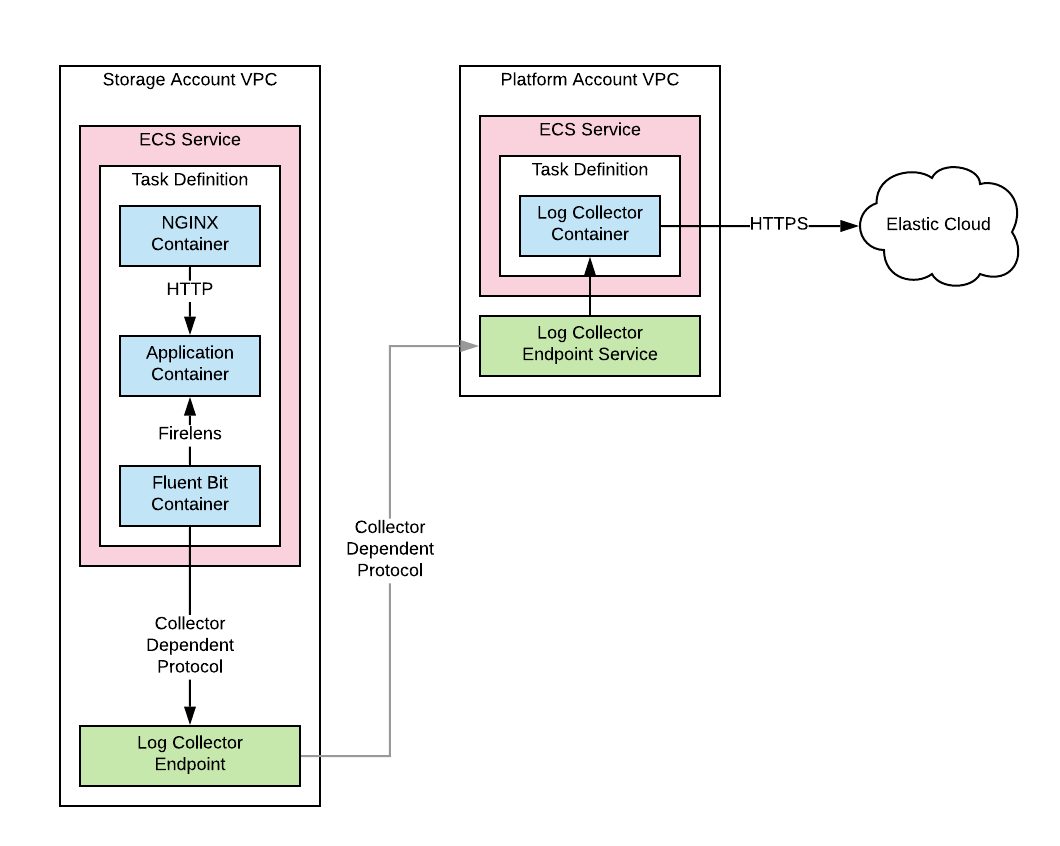 Storage Account VPC
ECS Service
Task Definition
NGINX
Container
HTTP
Application
Container
Firelens
Fluent Bit
Container
Collector
Dependent
Protocol
Log Collector
Endpoint
Collector
Dependent
Protocol
Platform Account VPC
ECS Service
Task Definition
Log Collector
Container
Log Collector
Endpoint Service
HTTPS
Elastic Cloud